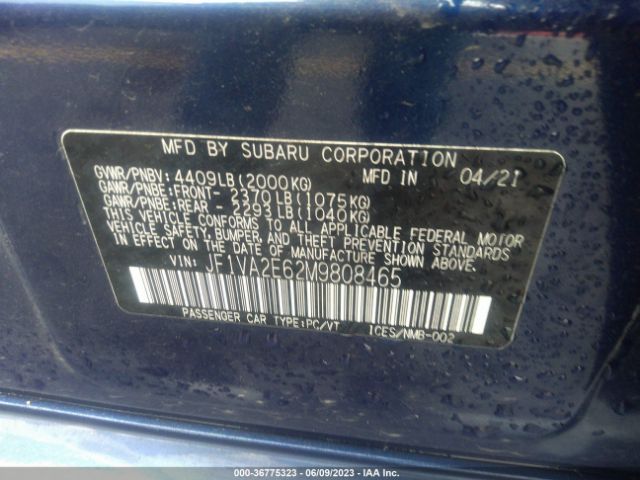 MFD BY SUBARU CORPORATION
GVWR/PNBV: 4409LB(2000KG) MFD IN 04/21
GAWR/PNBE:FRONT- 2370LB(1075KG)
GAWR/PNBE:REAR - 2293LB(1040KG)
THIS VEHICLE CONFORMS TO ALL APPLICABLE FEDERAL MOTOR
VEHICLE SAFETY, BUMPER, AND THEFT PREVENTION STANDARDS
IN EFFECT ON THE DATE OF MANUFACTURE SHOWN ABOVE.
VIN: JF1VA2E62M9808465
PASSENGER CAR TYPE:PC/VT ICES/NMB-002
000-36775323 - 06/09/2023 - IAA Inc.